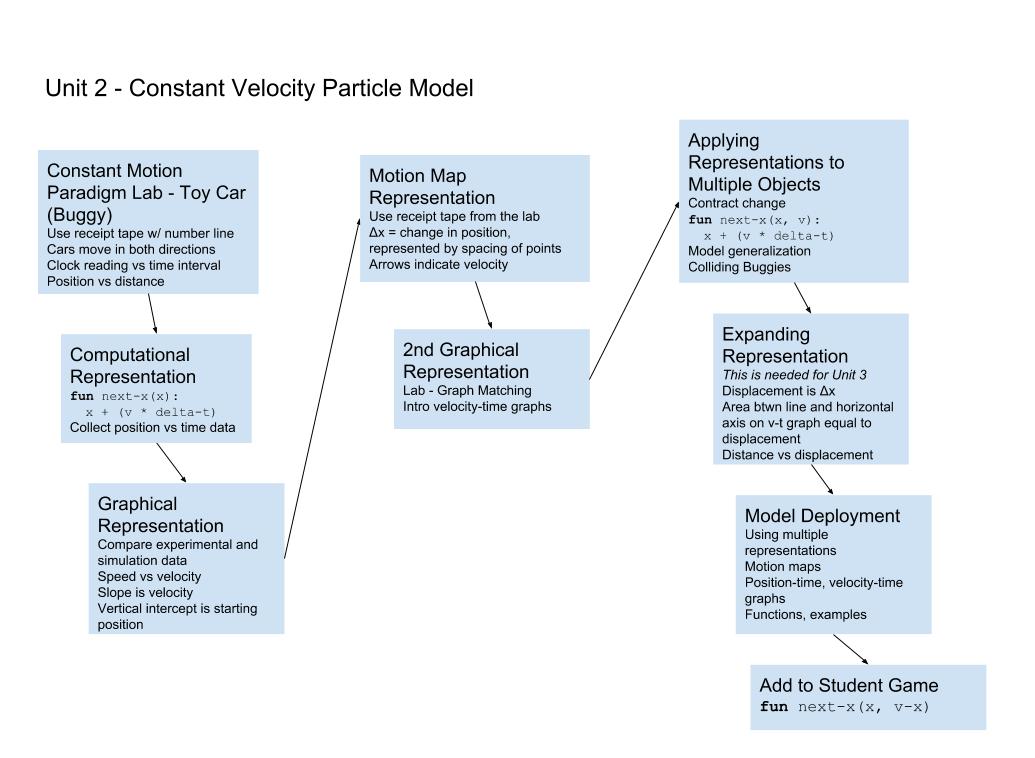 Unit 2 - Constant Velocity Particle Model
Constant Motion
Paradigm Lab - Toy Car
(Buggy)
Use receipt tape w/ number line
Cars move in both directions
Clock reading vs time interval
Position vs distance
Computational
Representation
fun next-x(x):
x + (v * delta-t)
Collect position vs time data
Graphical
Representation
Compare experimental and
simulation data
Speed vs velocity
Slope is velocity
Vertical intercept is starting
position
Motion Map
Representation
Use receipt tape from the lab
Δx = change in position,
represented by spacing of points
Arrows indicate velocity
2nd Graphical
Representation
Lab - Graph Matching
Intro velocity-time graphs
Applying
Representations to
Multiple Objects
Contract change
fun next-x(x, v):
x + (v * delta-t)
Model generalization
Colliding Buggies
Expanding
Representation
This is needed for Unit 3
Displacement is Δx
Area btwn line and horizontal
axis on v-t graph equal to
displacement
Distance vs displacement
Model Deployment
Using multiple
representations
Motion maps
Position-time, velocity-time
graphs
Functions, examples
Add to Student Game
fun next-x(x, v-x)